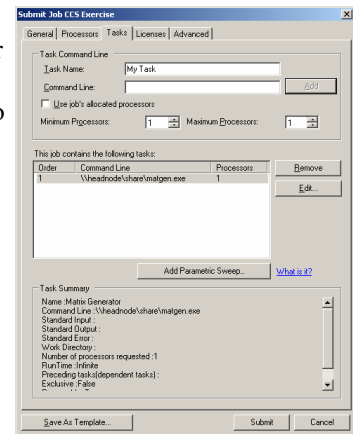 Submit Job CCS Exercise
General Processors Tasks Licenses Advanced
Task Command Line
Task Name: My Task
Command Line: Add
Use job's allocated processors
Minimum Processors: 1 Maximum Processors: 1
This job contains the following tasks:
Order Command Line Processors
1 \\headnode\share\matgen.exe 1
Remove
Edit...
Add Parametric Sweep... What is it?
Task Summary
Name :Matrix Generator
Command Line :\\headnode\share\matgen.exe
Standard Input :
Standard Output :
Standard Error :
Work Directory :
Number of processors requested :1
RunTime :Infinite
Preceding tasks(dependent tasks) :
Exclusive :False
Save As Template... Submit Cancel